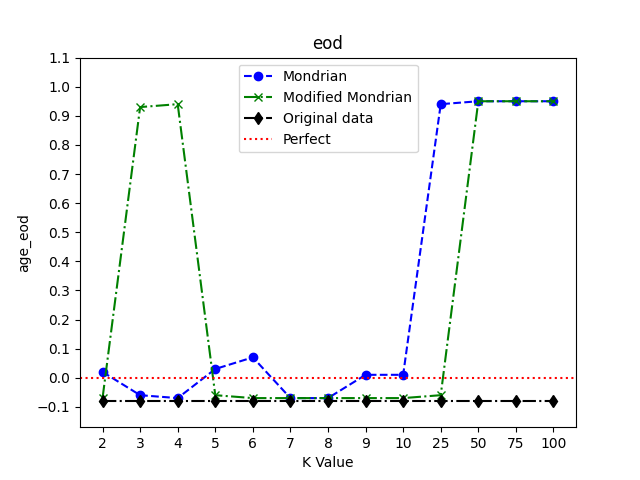 eod
Mondrian
Modified Mondrian
Original data
Perfect
age_eod
1.1
1.0
0.9
0.8
0.7
0.6
0.5
0.4
0.3
0.2
0.1
0.0
−0.1
2 3 4 5 6 7 8 9 10 25 50 75 100
K Value